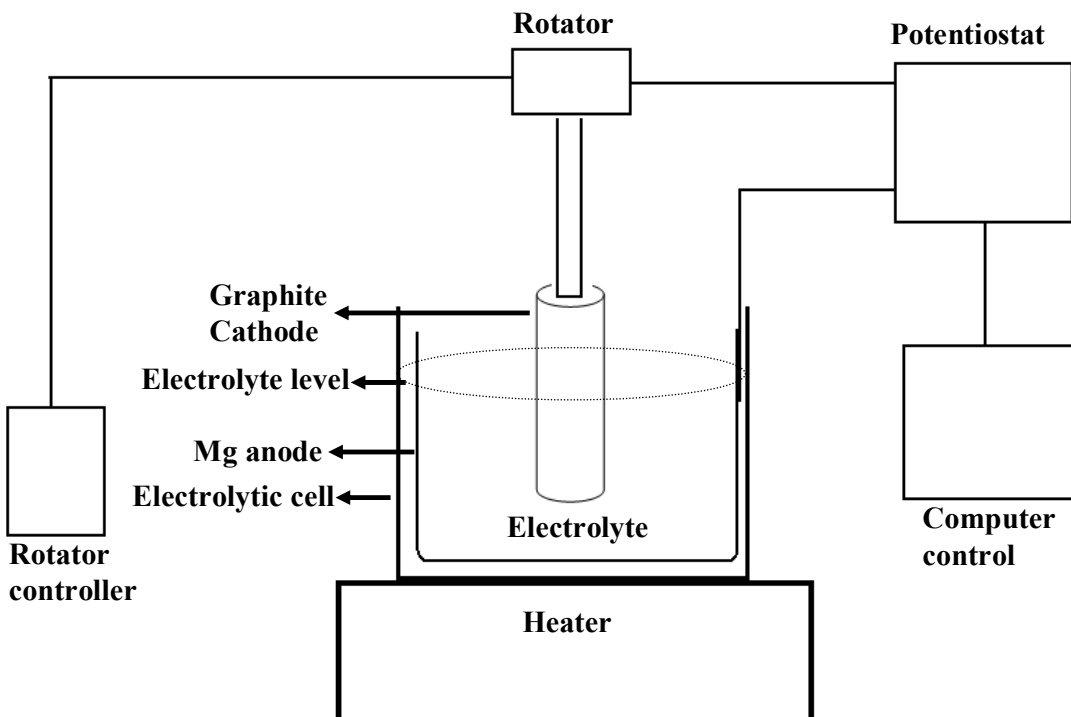 Rotator
Potentiostat
Graphite
Cathode
Electrolyte level
Mg anode
Electrolytic cell
Electrolyte
Rotator
controller
Computer
control
Heater